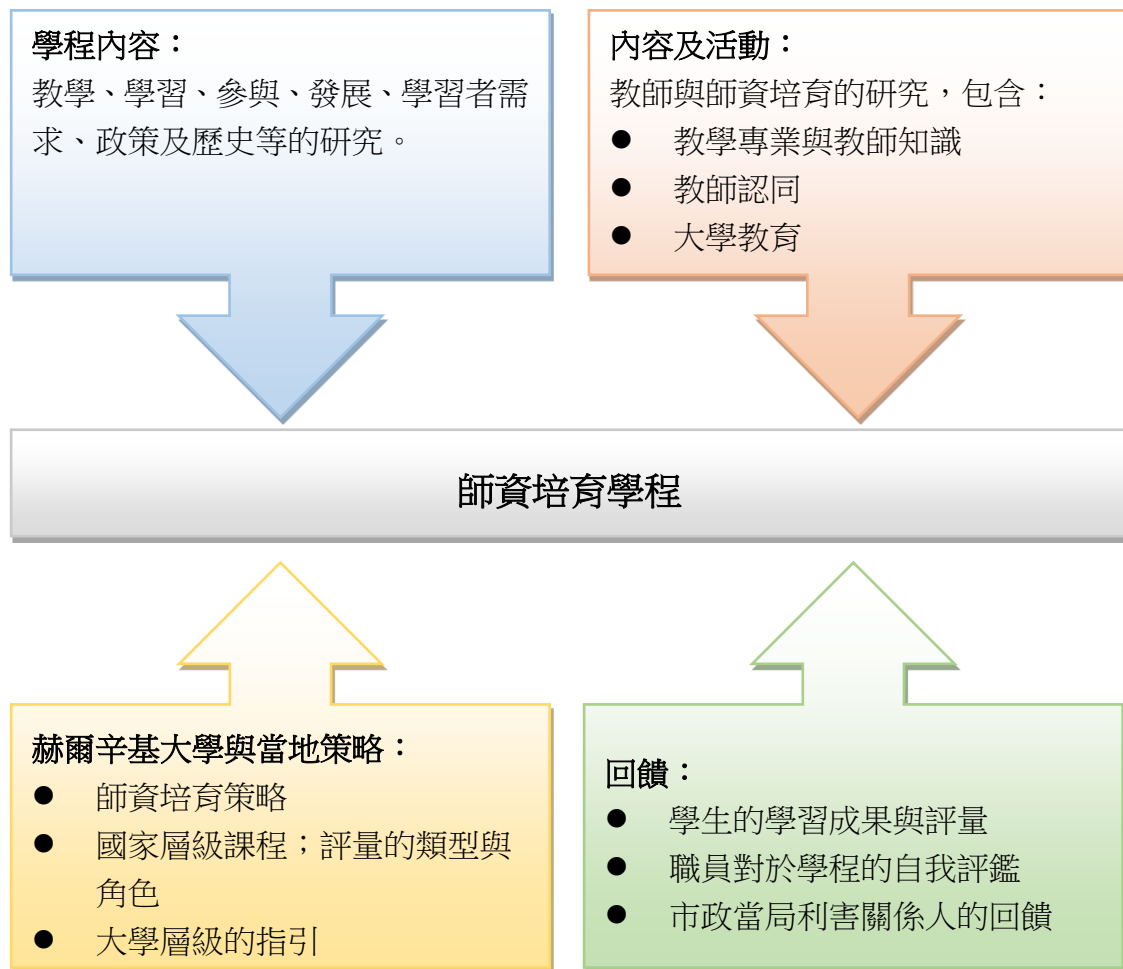 學程內容：
教學、學習、參與、發展、學習者需
求、政策及歷史等的研究。
內容及活動：
教師與師資培育的研究，包含：
● 教學專業與教師知識
● 教師認同
● 大學教育
師資培育學程
赫爾辛基大學與當地策略：
● 師資培育策略
● 國家層級課程；評量的類型與
角色
● 大學層級的指引
回饋：
● 學生的學習成果與評量
● 職員對於學程的自我評鑑
● 市政當局利害關係人的回饋